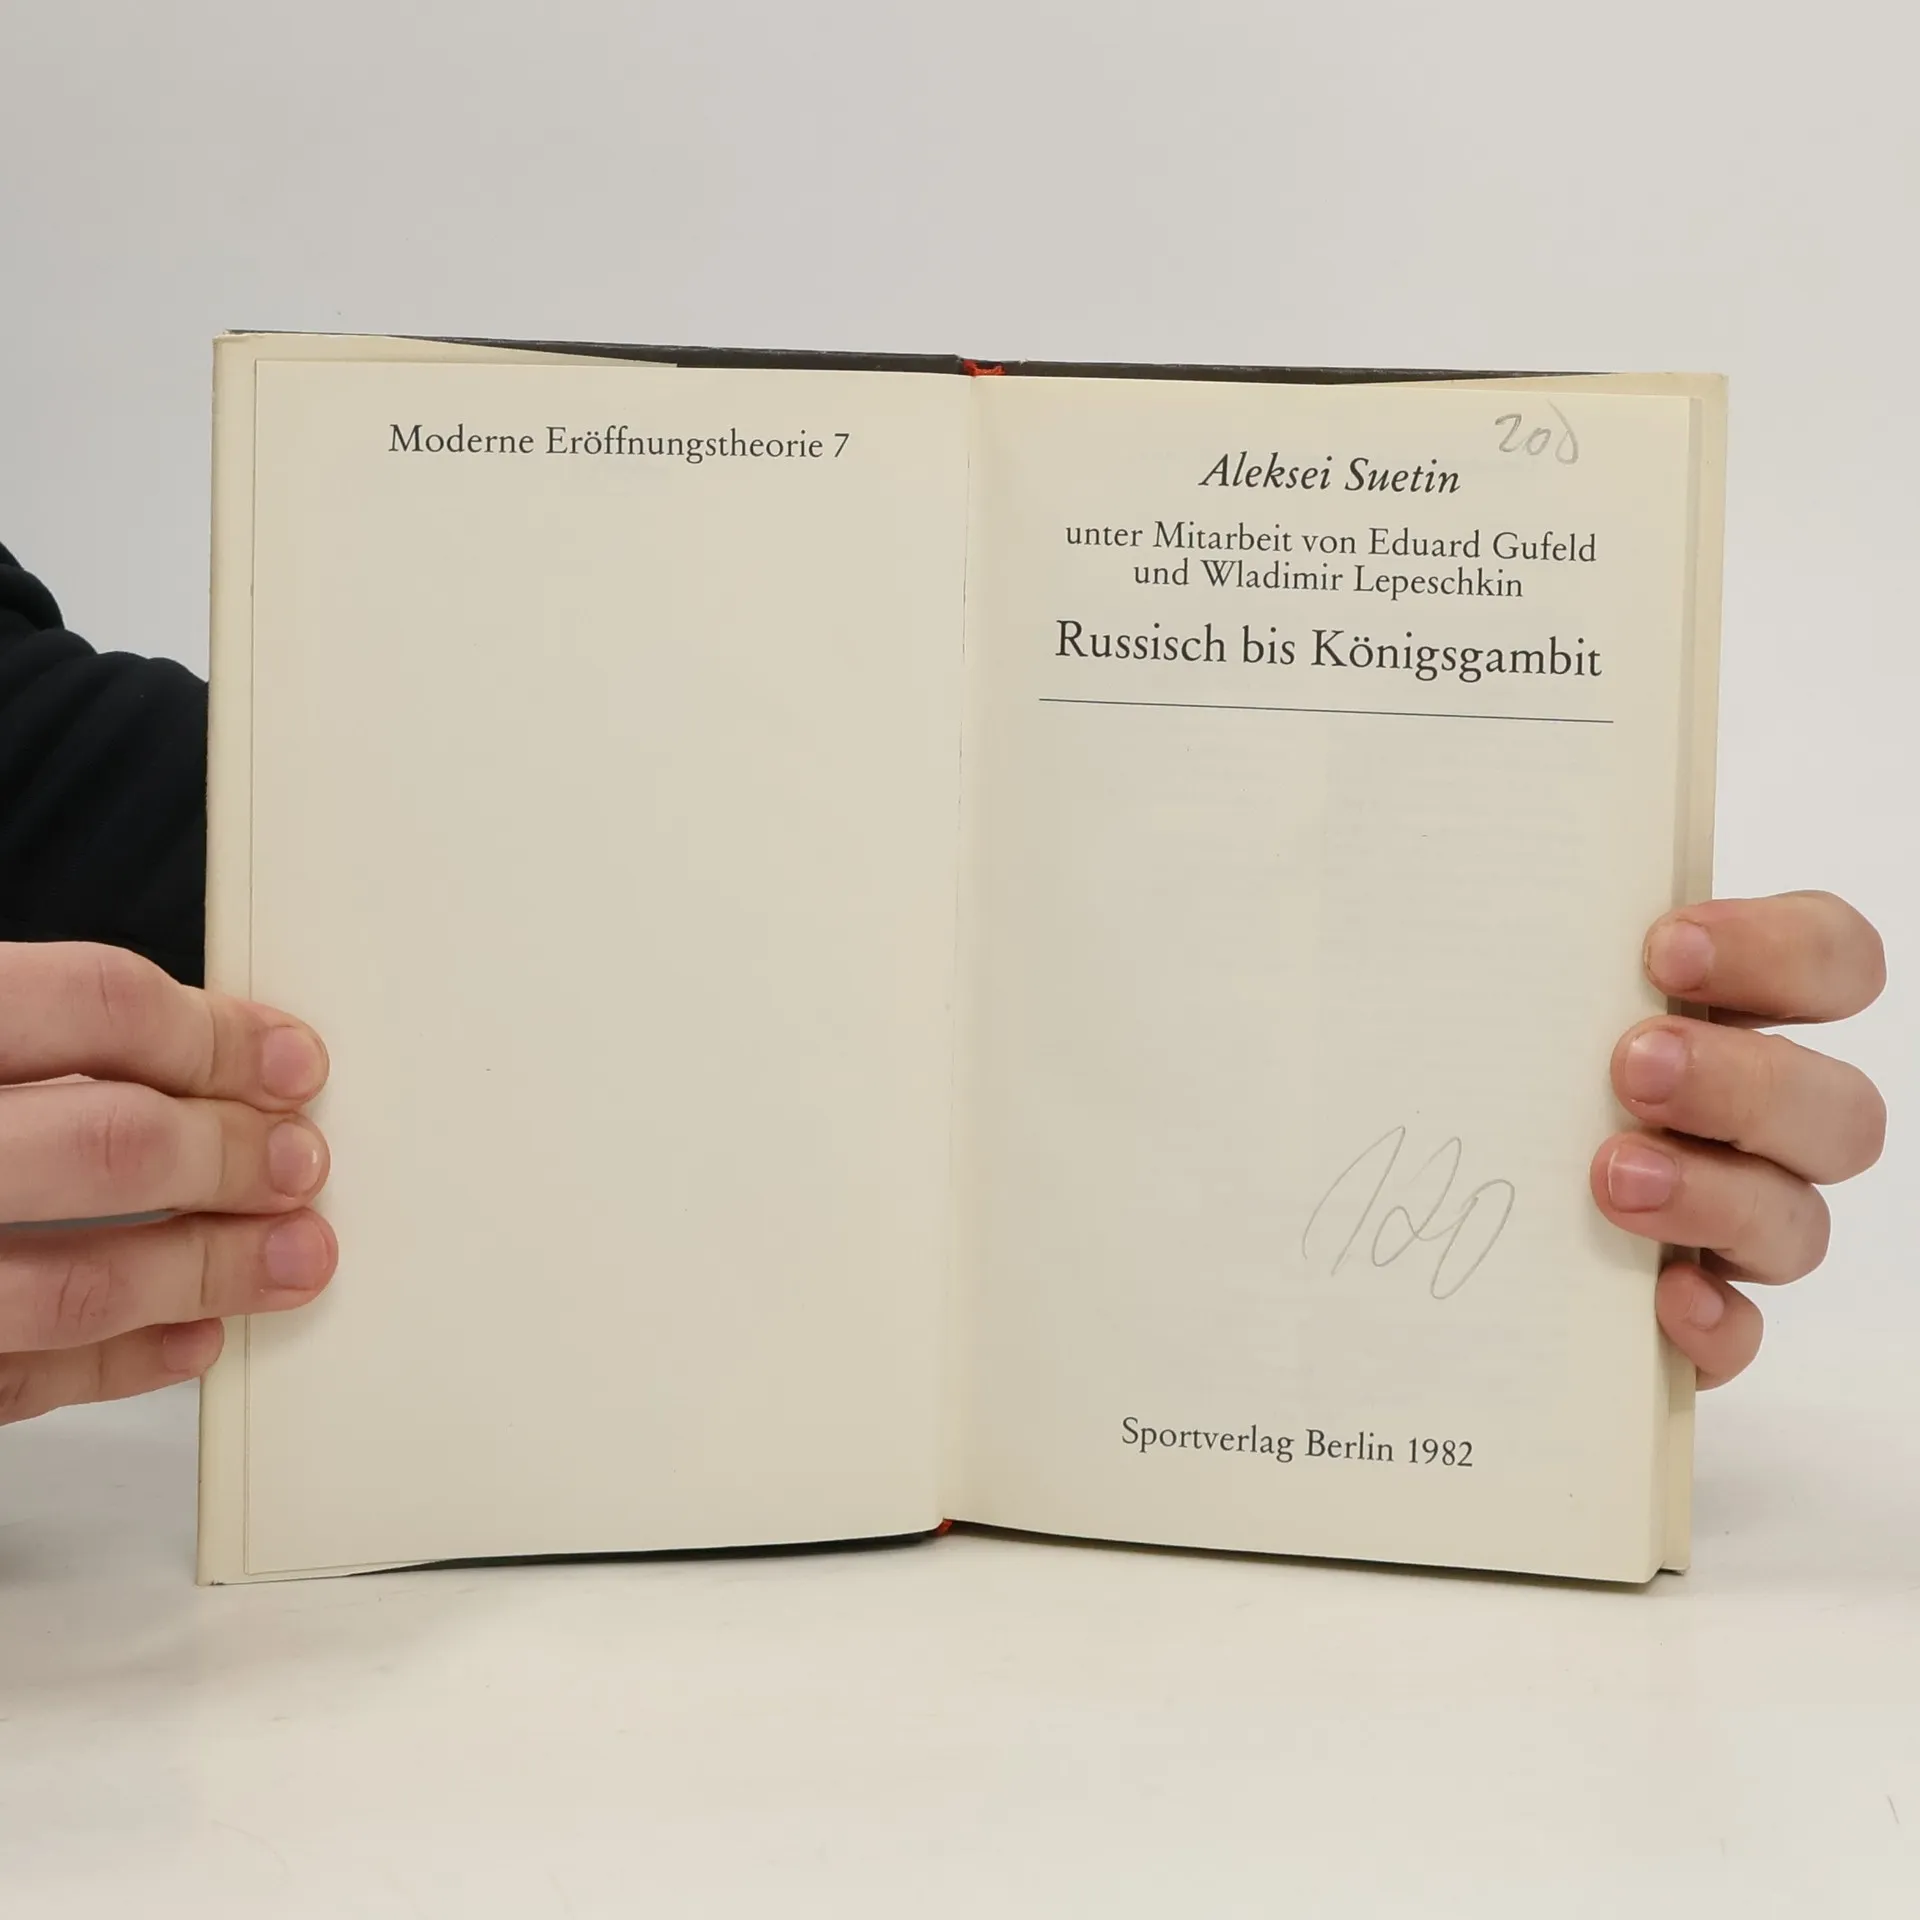 Moderne Eröffnungstheorie 7
200
Aleksei Suetin
unter Mitarbeit von Eduard Gufeld
und Wladimir Lepeschkin
Russisch bis Königsgambit
120
Sportverlag Berlin 1982